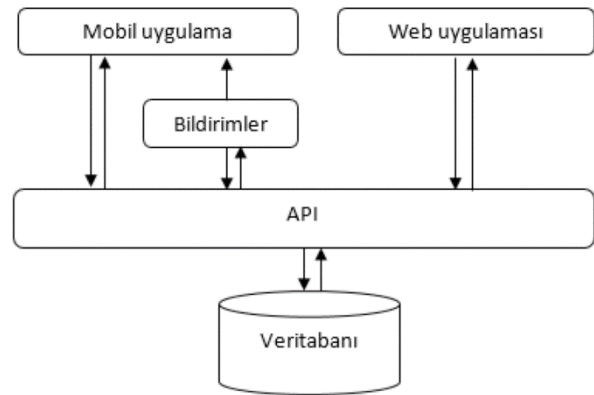 Mobil uygulama
Web uygulaması
Bildirimler
API
Veritabanı